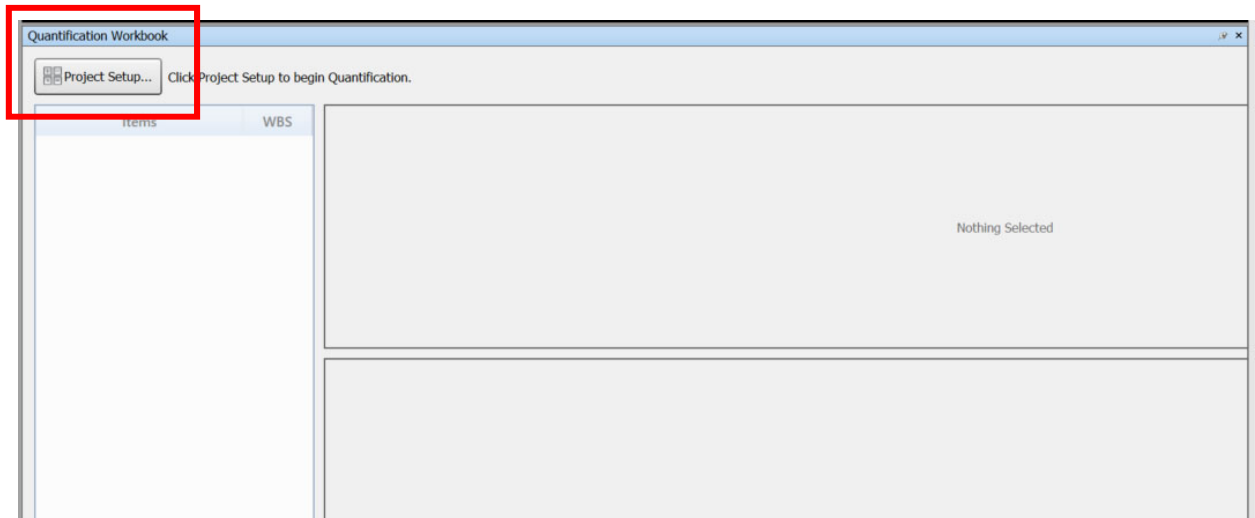 Quantification Workbook
Project Setup... Click Project Setup to begin Quantification.
Items WBS
Nothing Selected